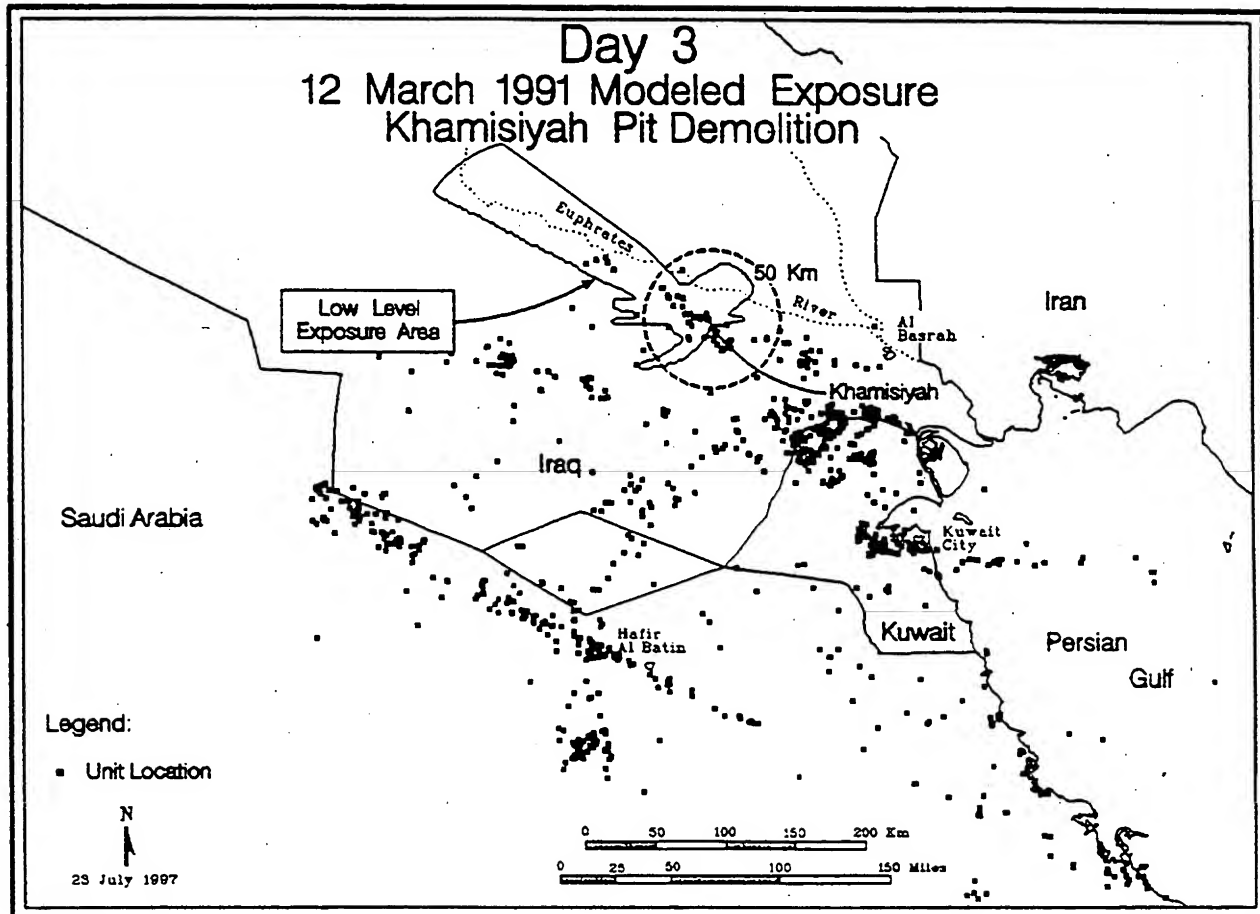 Day 3
12 March 1991 Modeled Exposure
Khamisiyah Pit Demolition
Euphrates
50 Km
River
Low Level
Exposure Area
Al
Basrah
Iran
Khamisiyah
Iraq
Saudi Arabia
Kuwait
City
Hafir
Al Batin
Kuwait
Persian
Gulf
Legend:
Unit Location
N
23 July 1997
0 50 100 150 200 Km
0 25 50 100 150 Miles